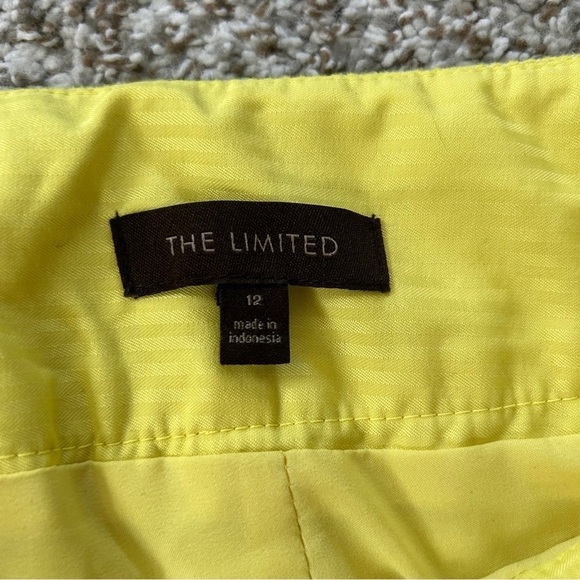 THE LIMITED
12
made in
indonesia